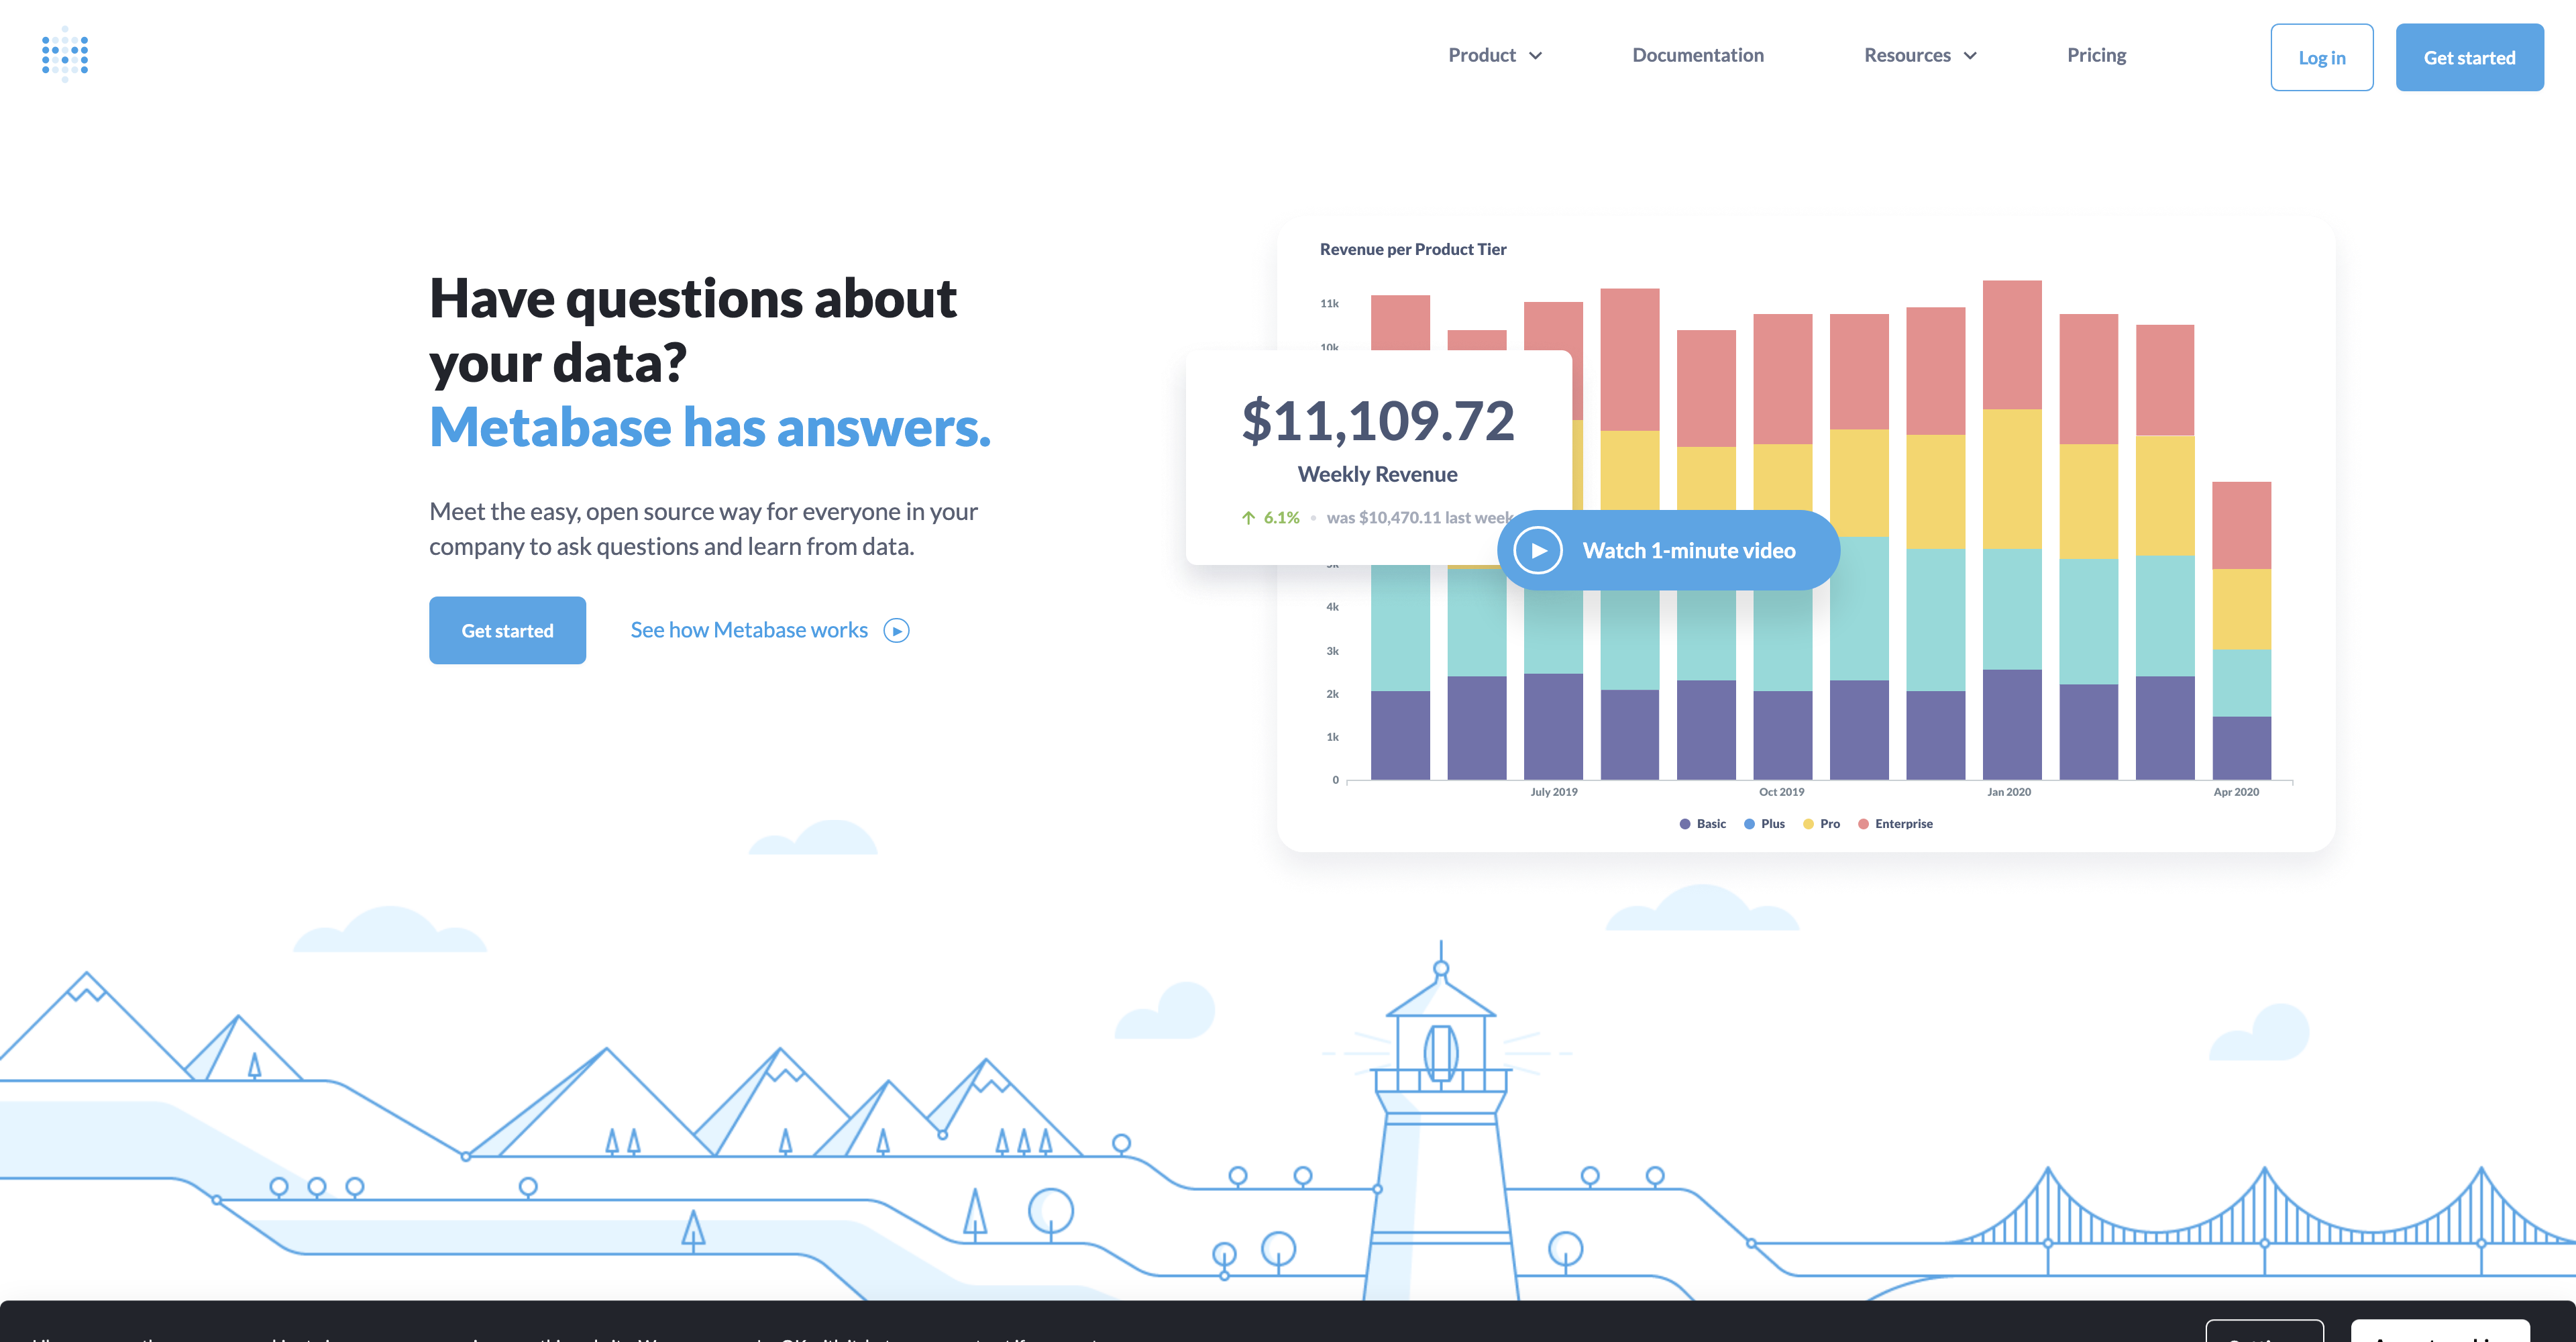 Product
Documentation
Resources
Pricing
Log in
Get started
Have questions about
your data?
Metabase has answers.
Meet the easy, open source way for everyone in your
company to ask questions and learn from data.
Get started
See how Metabase works
Revenue per Product Tier
11k
10k
$11,109.72
Weekly Revenue
6.1% • was $10,470.11 last week
Watch 1-minute video
4k
3k
2k
1k
0
July 2019
Oct 2019
Jan 2020
Apr 2020
Basic
Plus
Pro
Enterprise